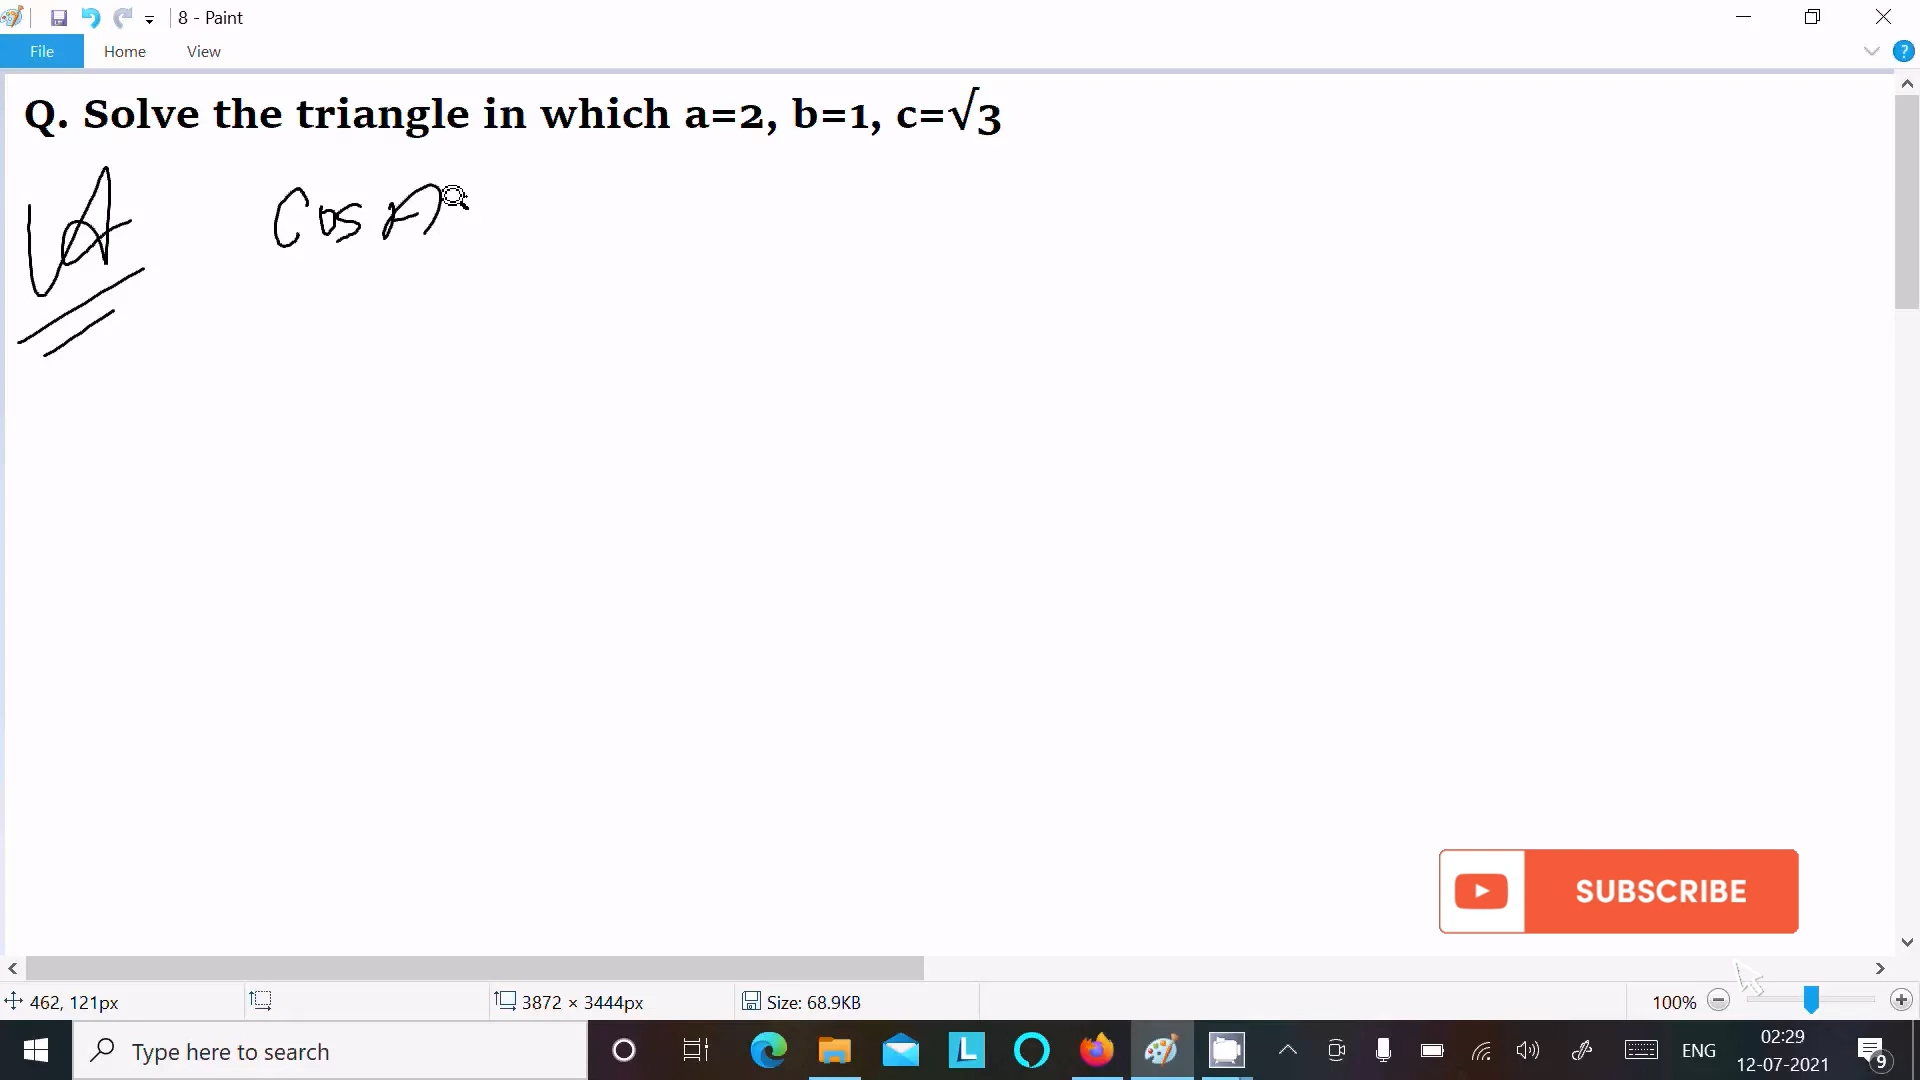 8 - Paint
File Home View
Q. Solve the triangle in which a=2, b=1, c=√3
Cos A
SUBSCRIBE
462, 121px 3872 × 3444px Size: 68.9KB 100%
Type here to search
L
ENG
02:29
12-07-2021
9